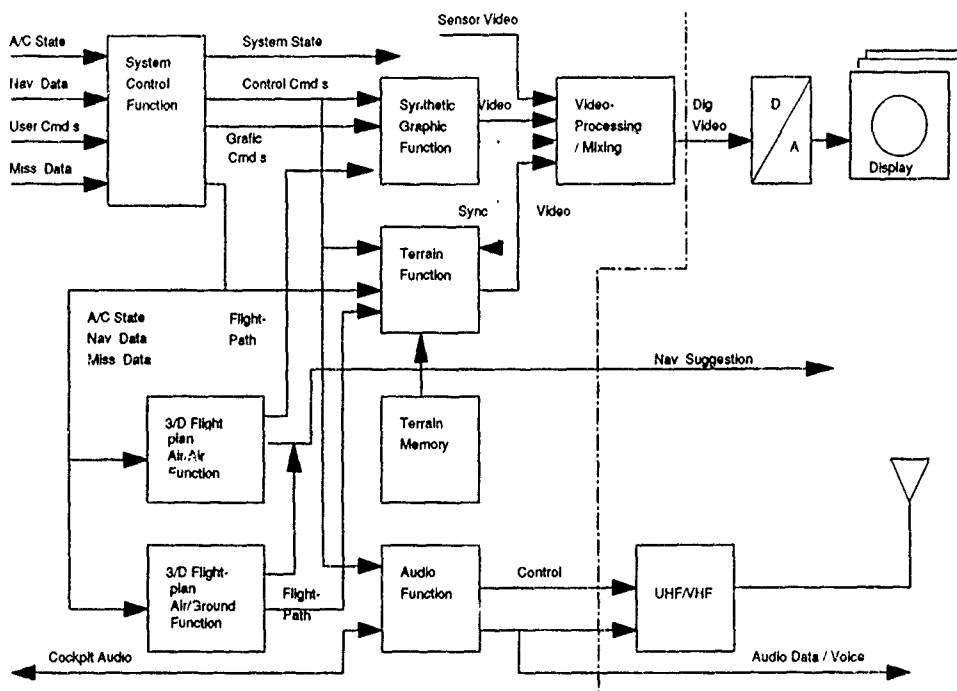 Sensor Video
A/C State
System State
System
Control
Function
Nav Data
Control Cmd s
Synthetic
Graphic
Function
Video
Video-
Processing
/ Mixing
Dig
Video
D
A
Display
User Cmd s
Grafic
Cmd s
Miss Data
Sync
Video
Terrain
Function
A/C State
Nav Data
Miss Data
Flight-
Path
Nav Suggestion
3/D Flight
plan
Air/Air
Function
Terrain
Memory
3/D Flight-
plan
Air/Ground
Function
Flight-
Path
Audio
Function
Control
UHF/VHF
Cockpit Audio
Audio Data / Voice